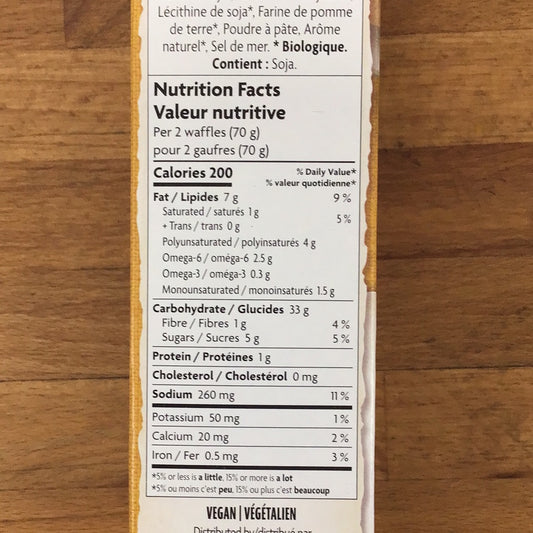 Lécithine de soja*, Farine de pomme
de terre*, Poudre à pâte, Arôme
naturel*, Sel de mer. * Biologique.
Contient : Soja.
Nutrition Facts
Valeur nutritive
Per 2 waffles (70 g)
pour 2 gaufres (70 g)
Calories 200 % Daily Value*
% valeur quotidienne*
Fat / Lipides 7 g 9 %
Saturated / saturés 1 g
+ Trans / trans 0 g 5 %
Polyunsaturated / polyinsaturés 4 g
Omega-6 / oméga-6 2.5 g
Omega-3 / oméga-3 0.3 g
Monounsaturated / monoinsaturés 1.5 g
Carbohydrate / Glucides 33 g
Fibre / Fibres 1 g 4 %
Sugars / Sucres 5 g 5 %
Protein / Protéines 1 g
Cholesterol / Cholestérol 0 mg
Sodium 260 mg 11 %
Potassium 50 mg 1 %
Calcium 20 mg 2 %
Iron / Fer 0.5 mg 3 %
*5% or less is a little, 15% or more is a lot
*5% ou moins c'est peu, 15% ou plus c'est beaucoup
VEGAN | VÉGÉTALIEN
Distributed by/distribué par